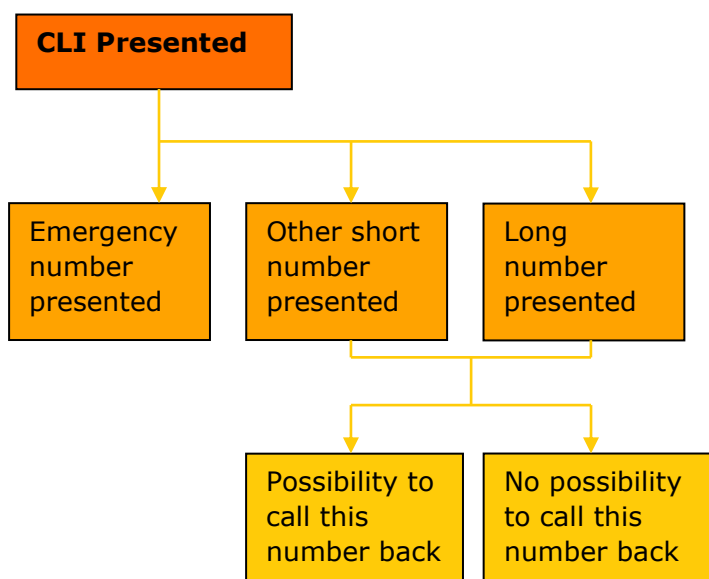 CLI Presented
Emergency
number
presented
Other short
number
presented
Long
number
presented
Possibility to
call this
number back
No possibility
to call this
number back